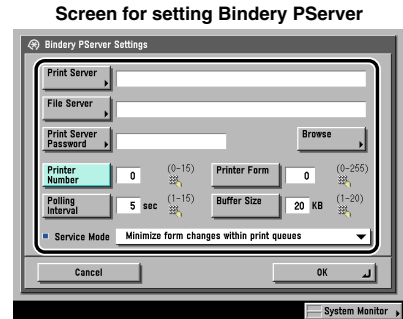 Screen for setting Bindery PServer
Bindery PServer Settings
Print Server
File Server
Print Server
Password
Browse
Printer
Number
0
(0-15)
Printer Form
0
(0-255)
Polling
Interval
5 sec
(1-15)
Buffer Size
20 KB
(1-20)
Service Mode
Minimize form changes within print queues
Cancel
OK
System Monitor